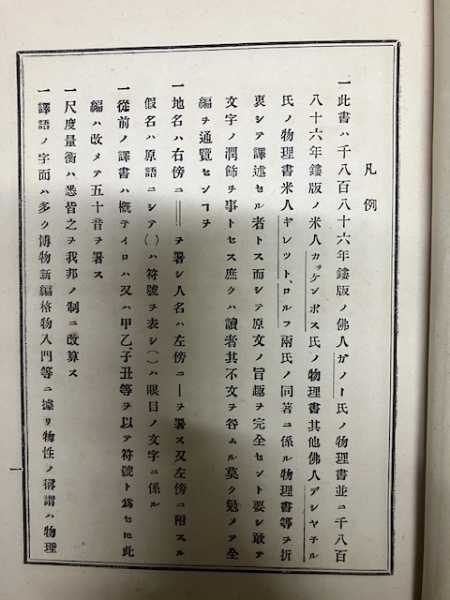 凡例
一此書ハ千八百八十六年鏤版ノ佛人ガノー氏ノ物理書並ニ千八百
八十六年鏤版ノ米人カッケンボス氏ノ物理書其他佛人デシヤナル
氏ノ物理書米人ギレット、ロルフ兩氏ノ同著ニ係ル物理書等ヲ折
衷シテ譯述セル者トス而シテ原文ノ旨趣ヲ完全セント要シ敢テ
文字ノ潤飾ヲ事トセス庶クハ讀者其不文ヲ咎ムル莫ク勉メテ全
編ヲ通覽センヿヲ
一地名ハ右傍ニ━━ヲ署シ人名ハ左傍ニ━ヲ署ス又左傍ニ附スル
假名ハ原語ニシテ( )ハ符號ヲ表シ〔 〕ハ眼目ノ文字ニ係ル
一從前ノ譯書ハ槪テイロハ又ハ甲乙、子丑等ヲ以テ符號ト爲セヒ此
編ハ改メテ五十音ヲ署ス
一尺度量衡ハ悉皆之ヲ我邦ノ制ニ改算ス
一譯語ノ字面ハ多ク博物新編格物入門等ニ據リ物性ノ稱謂ハ物理